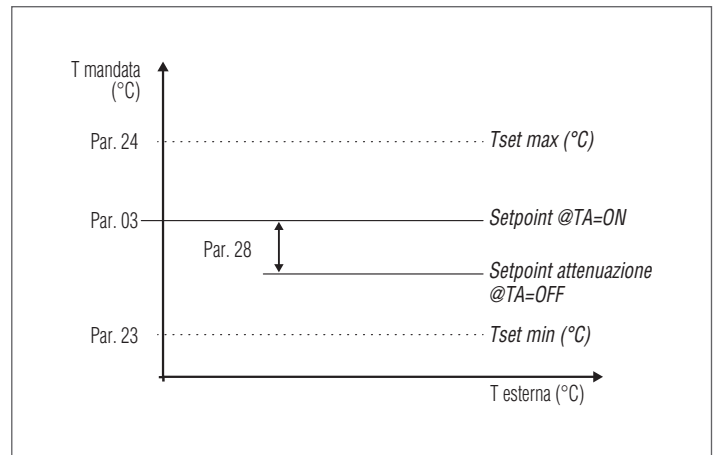 T mandata
(°C)
Par. 24
Tset max (°C)
Par. 03
Setpoint @TA=ON
Par. 28
Setpoint attenuazione
@TA=OFF
Par. 23
Tset min (°C)
T esterna (°C)